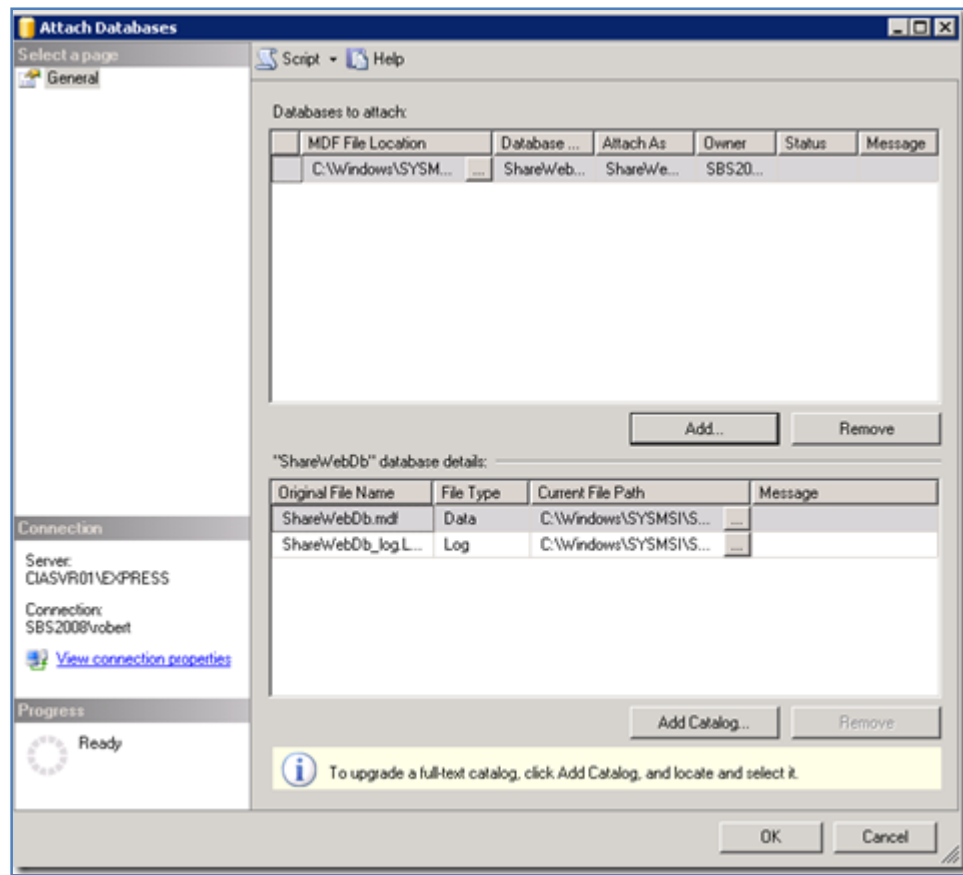 Attach Databases
Select a page
General
Script
Help
Databases to attach:
MDF File Location Database ... Attach As Owner Status Message
C:\Windows\SYSM... ... ShareWeb... ShareWe... SBS20...
Add... Remove
"ShareWebDb" database details:
Original File Name File Type Current File Path Message
ShareWebDb.mdf Data C:\Windows\SYSMSI\S... ...
ShareWebDb_log.L... Log C:\Windows\SYSMSI\S... ...
Connection
Server:
CIASVR01\EXPRESS
Connection:
SBS2008\robert
View connection properties
Progress
Ready
Add Catalog... Remove
To upgrade a full-text catalog, click Add Catalog, and locate and select it.
OK Cancel